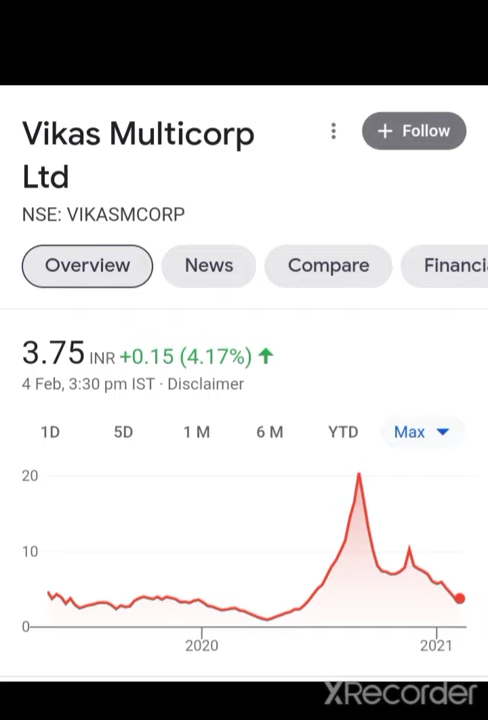 Vikas Multicorp
Ltd
+ Follow
NSE: VIKASMCORP
Overview News Compare Financi
3.75 INR +0.15 (4.17%) ↑
4 Feb, 3:30 pm IST · Disclaimer
1D 5D 1 M 6 M YTD Max
20
10
0
2020 2021
XRecorder